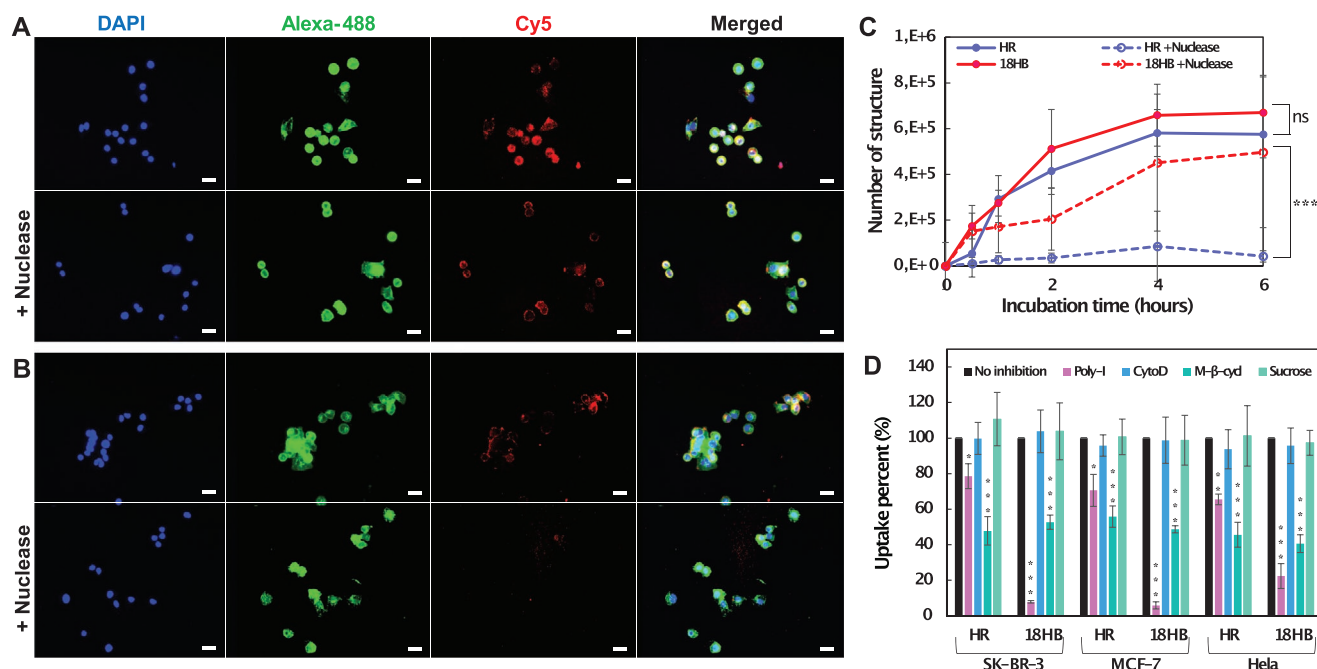 A
DAPI
Alexa-488
Cy5
Merged
+ Nuclease
B
+ Nuclease
C
1,E+6
8,E+5
6,E+5
4,E+5
2,E+5
0,E+0
Number of structure
HR
HR +Nuclease
18HB
18HB +Nuclease
ns
***
0
2
4
6
Incubation time (hours)
D
140
120
100
80
60
40
20
0
Uptake percent (%)
No inhibition
Poly-I
CytoD
M-β-cyd
Sucrose
*
***
***
***
*
***
***
***
**
***
***
***
HR
18HB
HR
18HB
HR
18HB
SK-BR-3
MCF-7
Hela